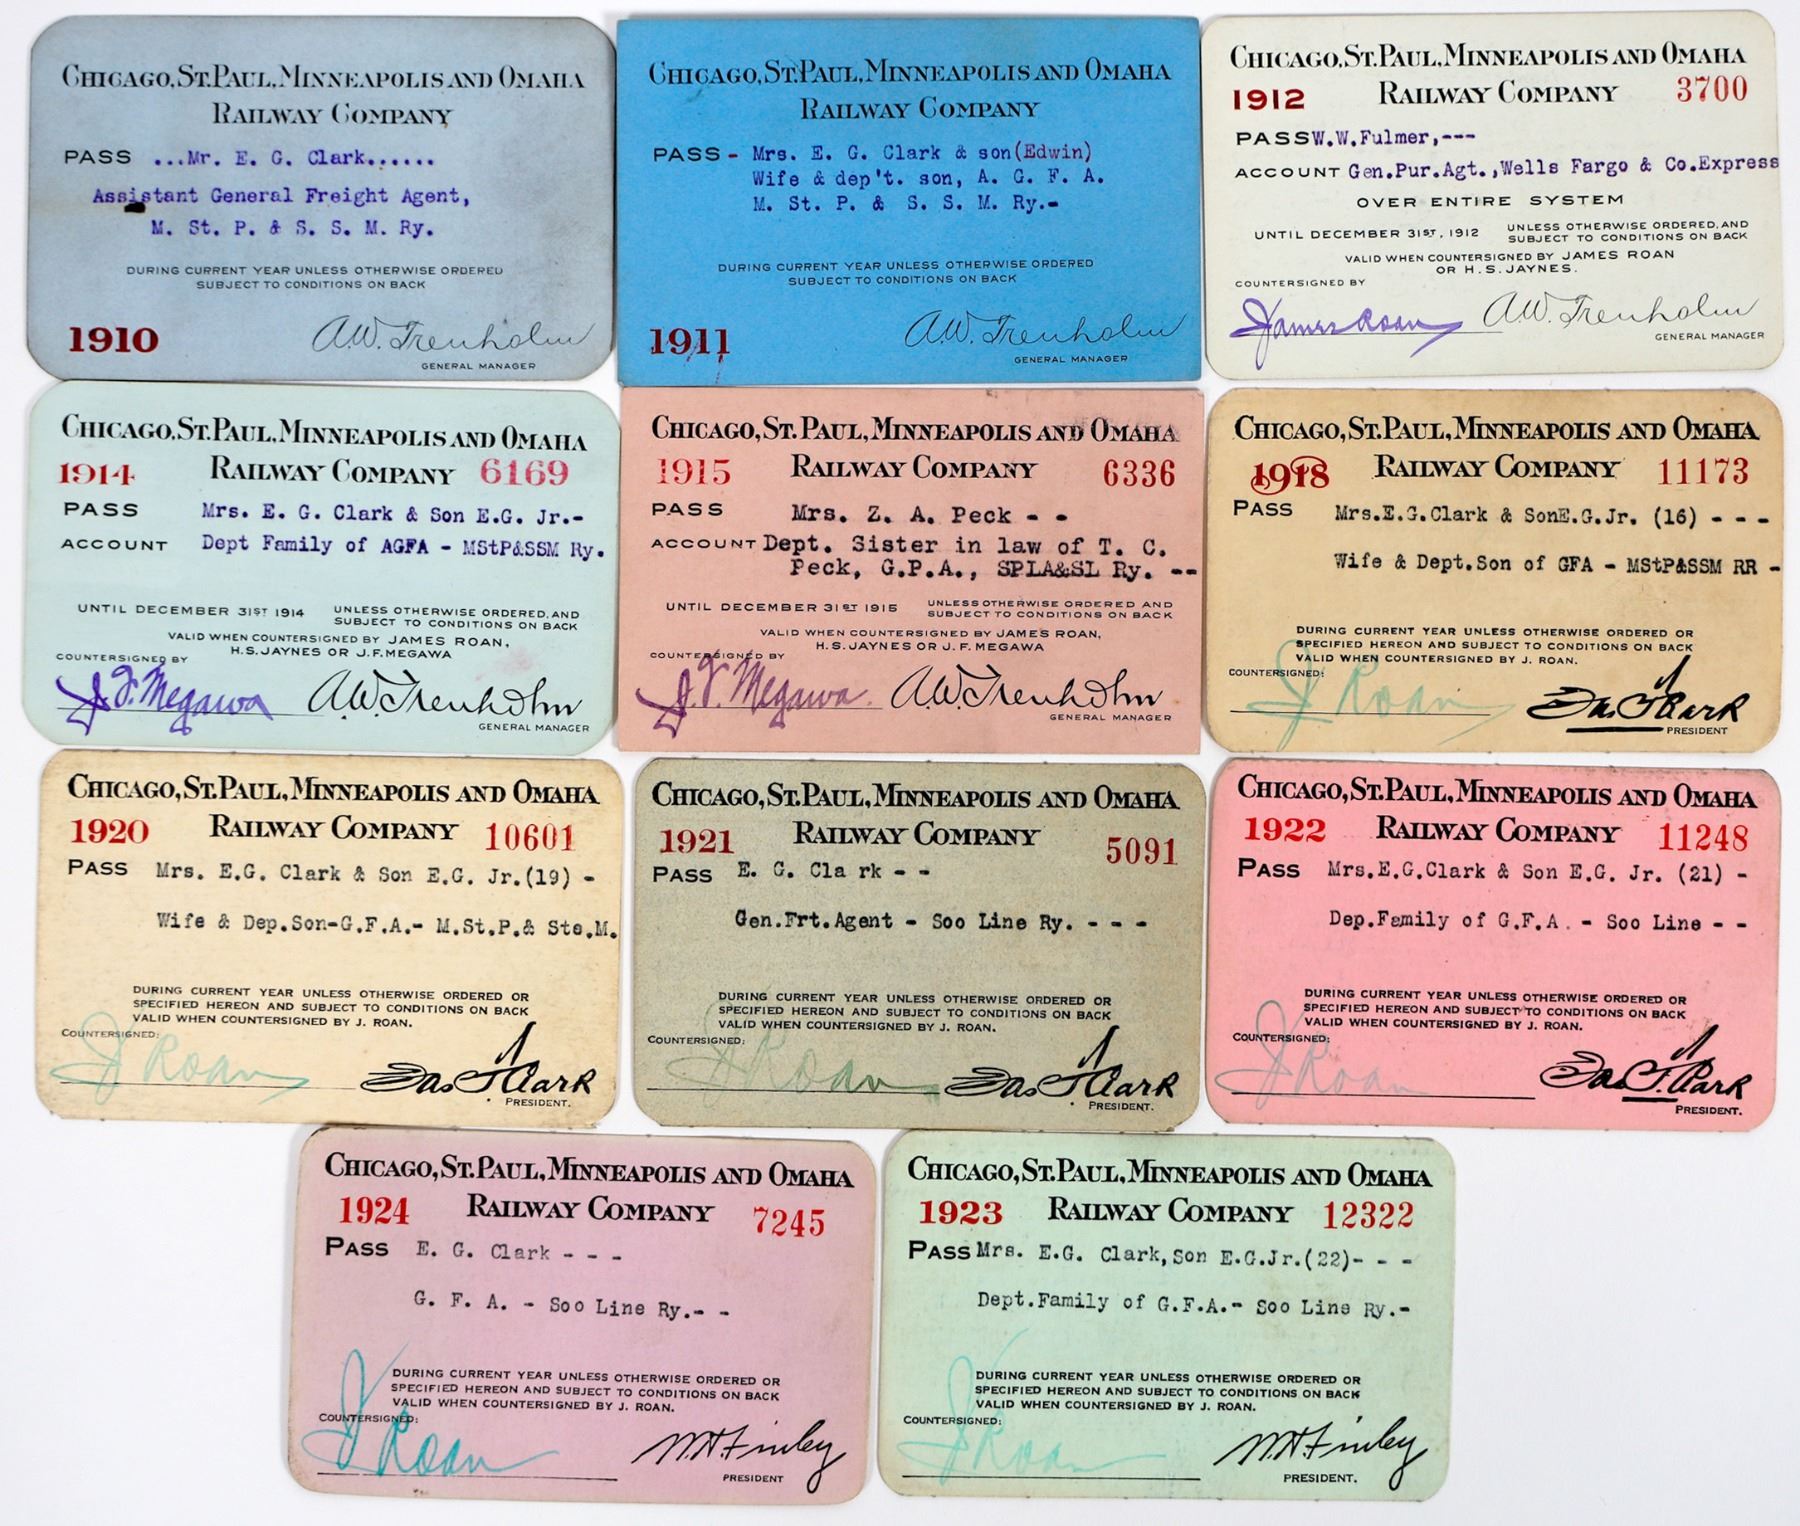 CHICAGO, ST. PAUL, MINNEAPOLIS AND OMAHA
RAILWAY COMPANY
PASS ...Mr. E. G. Clark......
Assistant General Freight Agent,
M. St. P. & S. S. M. Ry.
DURING CURRENT YEAR UNLESS OTHERWISE ORDERED
SUBJECT TO CONDITIONS ON BACK
1910
A.W. Trenholm
GENERAL MANAGER
CHICAGO, ST. PAUL, MINNEAPOLIS AND OMAHA
RAILWAY COMPANY
PASS - Mrs. E. G. Clark & son (Edwin)
Wife & dep't. son, A. G. F. A.
M. St. P. & S. S. M. Ry.-
DURING CURRENT YEAR UNLESS OTHERWISE ORDERED
SUBJECT TO CONDITIONS ON BACK
1911
A.W. Trenholm
GENERAL MANAGER
CHICAGO, ST. PAUL, MINNEAPOLIS AND OMAHA
1912 RAILWAY COMPANY 3700
PASS W.W.Fulmer,---
ACCOUNT Gen.Pur.Agt.,Wells Fargo & Co.Express
OVER ENTIRE SYSTEM
UNTIL DECEMBER 31ST, 1912 UNLESS OTHERWISE ORDERED, AND
SUBJECT TO CONDITIONS ON BACK
VALID WHEN COUNTERSIGNED BY JAMES ROAN
OR H.S. JAYNES.
COUNTERSIGNED BY
James Roan A.W. Trenholm
GENERAL MANAGER
CHICAGO, ST. PAUL, MINNEAPOLIS AND OMAHA
1914 RAILWAY COMPANY 6169
PASS Mrs. E. G. Clark & Son E.G. Jr.-
ACCOUNT Dept Family of AGFA - MStP&SSM Ry.
UNTIL DECEMBER 31ST 1914 UNLESS OTHERWISE ORDERED, AND
SUBJECT TO CONDITIONS ON BACK
VALID WHEN COUNTERSIGNED BY JAMES ROAN,
H.S. JAYNES OR J.F. MEGAWA
COUNTERSIGNED BY
J.F. Megawa A.W. Trenholm
GENERAL MANAGER
CHICAGO, ST. PAUL, MINNEAPOLIS AND OMAHA
1915 RAILWAY COMPANY 6336
PASS Mrs. Z. A. Peck - -
ACCOUNT Dept. Sister in law of T. C.
Peck, G.P.A., SPLA&SL Ry. --
UNTIL DECEMBER 31ST 1915 UNLESS OTHERWISE ORDERED AND
SUBJECT TO CONDITIONS ON BACK
VALID WHEN COUNTERSIGNED BY JAMES ROAN,
H.S. JAYNES OR J.F. MEGAWA
COUNTERSIGNED BY
J.F. Megawa. A.W. Trenholm
GENERAL MANAGER
CHICAGO, ST. PAUL, MINNEAPOLIS AND OMAHA
1918 RAILWAY COMPANY 11173
PASS Mrs.E.G.Clark & SonE.G.Jr. (16) - - -
Wife & Dept.Son of GFA - MStP&SSM RR -
DURING CURRENT YEAR UNLESS OTHERWISE ORDERED OR
SPECIFIED HEREON AND SUBJECT TO CONDITIONS ON BACK
VALID WHEN COUNTERSIGNED BY J. ROAN.
COUNTERSIGNED:
J Roan Jas T Clark
PRESIDENT
CHICAGO, ST. PAUL, MINNEAPOLIS AND OMAHA
1920 RAILWAY COMPANY 10601
PASS Mrs. E.G. Clark & Son E.G. Jr.(19) -
Wife & Dep.Son-G.F.A.- M.St.P.& Ste.M.
DURING CURRENT YEAR UNLESS OTHERWISE ORDERED OR
SPECIFIED HEREON AND SUBJECT TO CONDITIONS ON BACK
VALID WHEN COUNTERSIGNED BY J. ROAN.
COUNTERSIGNED:
J Roan Jas T Clark
PRESIDENT.
CHICAGO, ST. PAUL, MINNEAPOLIS AND OMAHA
1921 RAILWAY COMPANY 5091
PASS E. G. Cla rk - -
Gen.Frt.Agent - Soo Line Ry. - - -
DURING CURRENT YEAR UNLESS OTHERWISE ORDERED OR
SPECIFIED HEREON AND SUBJECT TO CONDITIONS ON BACK
VALID WHEN COUNTERSIGNED BY J. ROAN.
COUNTERSIGNED:
J Roan Jas T Clark
PRESIDENT.
CHICAGO, ST. PAUL, MINNEAPOLIS AND OMAHA
1922 RAILWAY COMPANY 11248
PASS Mrs.E.G.Clark & Son E.G. Jr. (21) -
Dep.Family of G.F.A. - Soo Line - -
DURING CURRENT YEAR UNLESS OTHERWISE ORDERED OR
SPECIFIED HEREON AND SUBJECT TO CONDITIONS ON BACK
VALID WHEN COUNTERSIGNED BY J. ROAN.
COUNTERSIGNED:
J Roan Jas T. Clark
PRESIDENT.
CHICAGO, ST. PAUL, MINNEAPOLIS AND OMAHA
1924 RAILWAY COMPANY 7245
PASS E. G. Clark - - -
G. F. A. - Soo Line Ry.- -
DURING CURRENT YEAR UNLESS OTHERWISE ORDERED OR
SPECIFIED HEREON AND SUBJECT TO CONDITIONS ON BACK
VALID WHEN COUNTERSIGNED BY J. ROAN.
COUNTERSIGNED:
J Roan W.H. Finley
PRESIDENT
CHICAGO, ST. PAUL, MINNEAPOLIS AND OMAHA
1923 RAILWAY COMPANY 12322
PASS Mrs. E.G. Clark,Son E.G.Jr.(22)- - -
Dept.Family of G.F.A.- Soo Line Ry.-
DURING CURRENT YEAR UNLESS OTHERWISE ORDERED OR
SPECIFIED HEREON AND SUBJECT TO CONDITIONS ON BACK
VALID WHEN COUNTERSIGNED BY J. ROAN.
COUNTERSIGNED:
J Roan W.H. Finley
PRESIDENT.